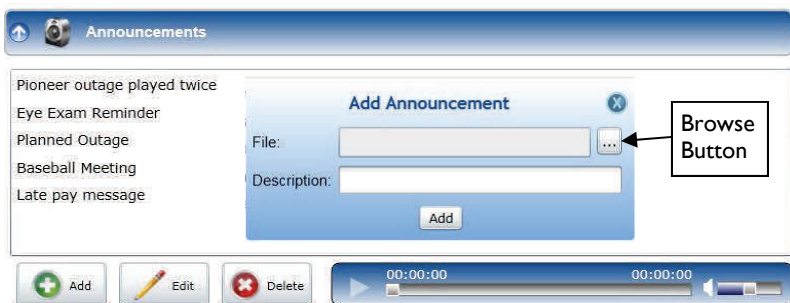 Announcements
Pioneer outage played twice
Eye Exam Reminder
Planned Outage
Baseball Meeting
Late pay message
Add Announcement
X
File:
...
Description:
Add
Browse
Button
Add
Edit
Delete
00:00:00
00:00:00